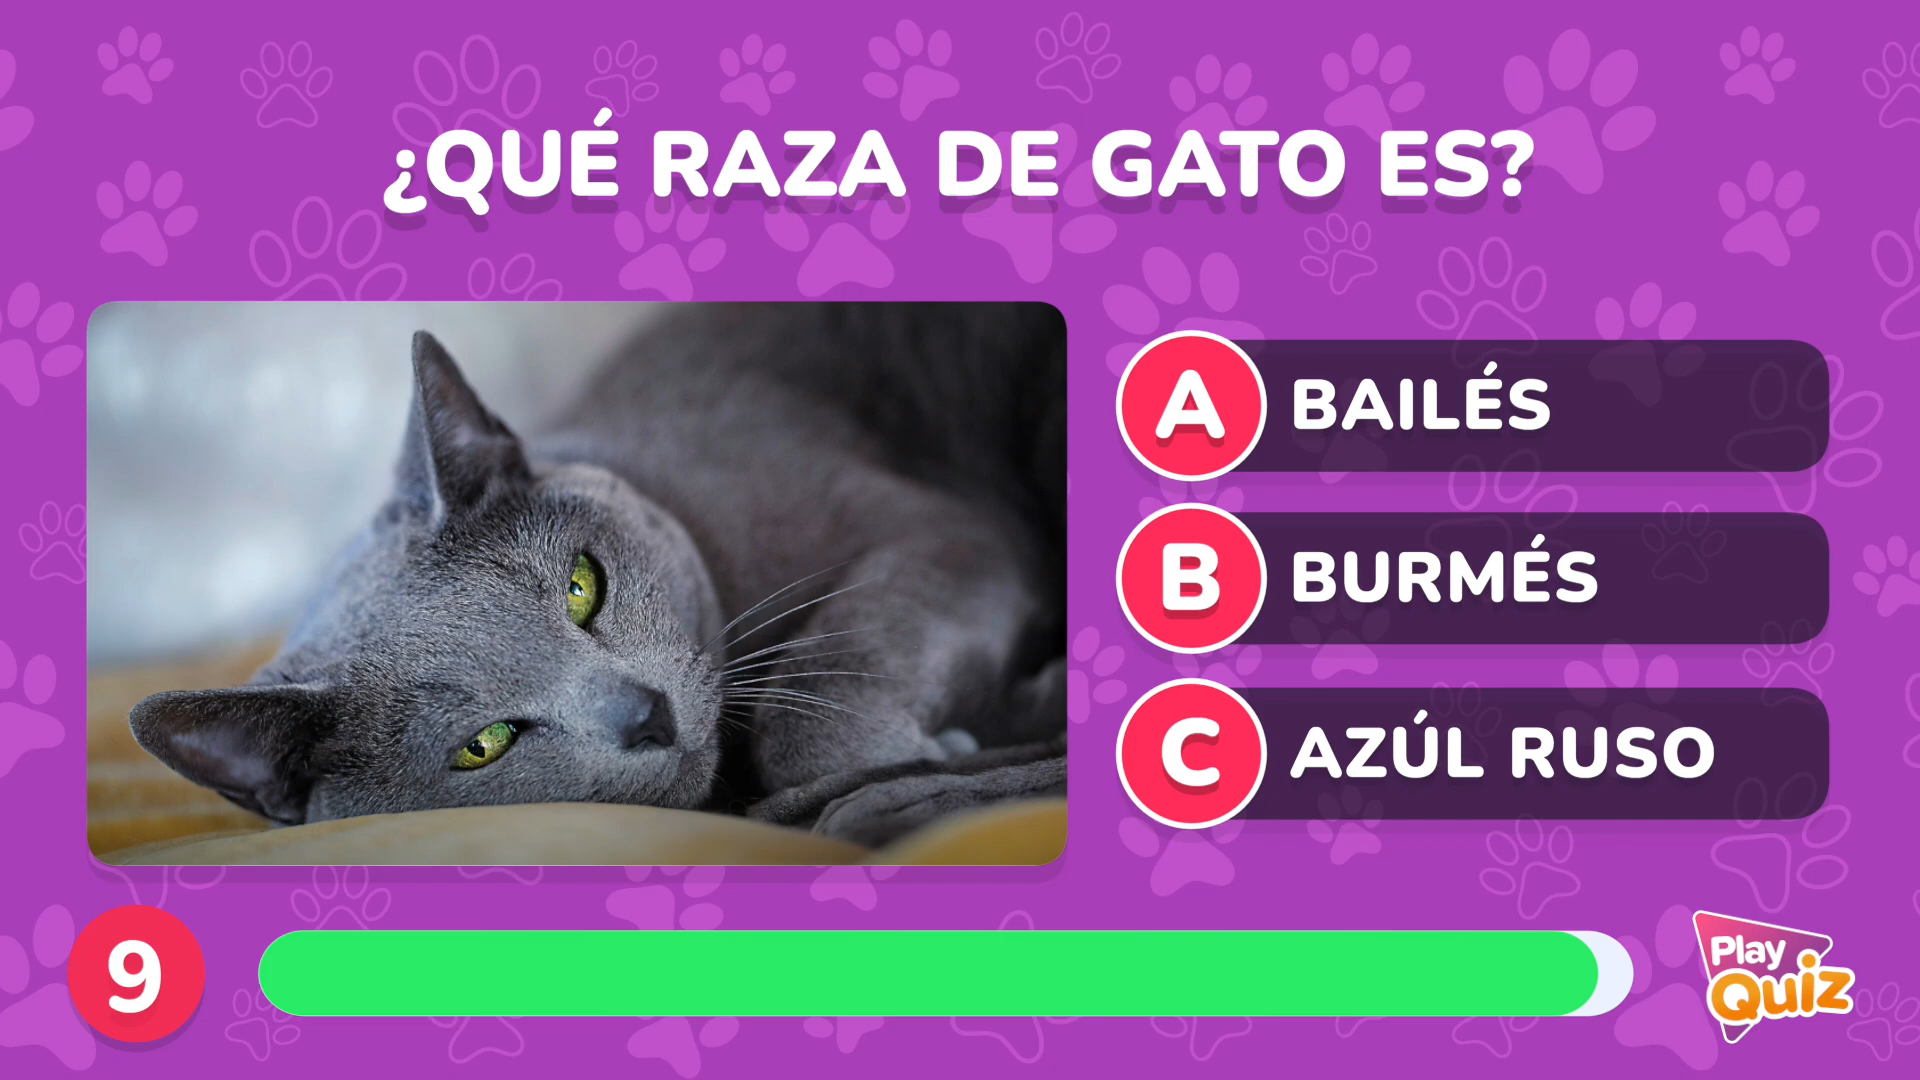 ¿QUÉ RAZA DE GATO ES?
A BAILÉS
B BURMÉS
C AZÚL RUSO
9
Play
Quiz